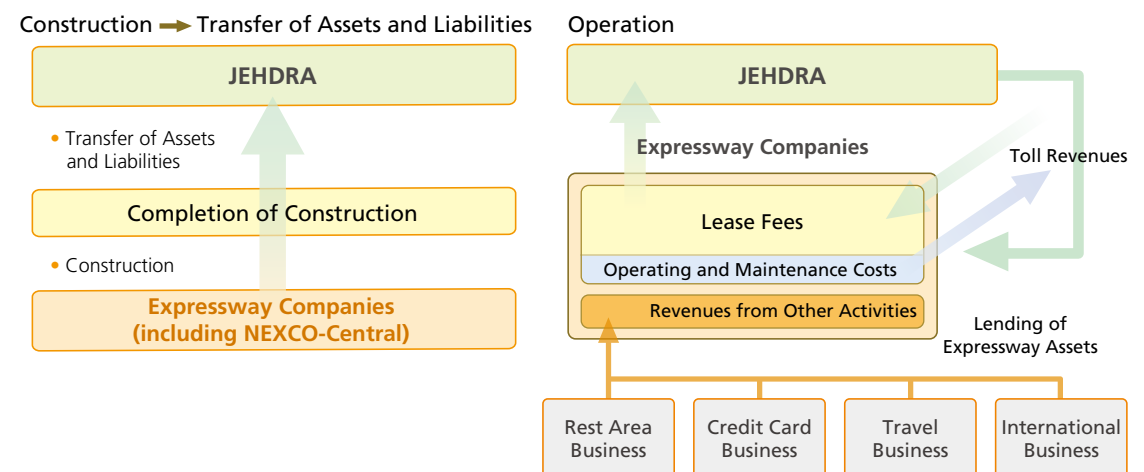 Construction → Transfer of Assets and Liabilities
JEHDRA
• Transfer of Assets
and Liabilities
Completion of Construction
• Construction
Expressway Companies
(including NEXCO-Central)
Operation
JEHDRA
Expressway Companies
Toll Revenues
Lease Fees
Operating and Maintenance Costs
Revenues from Other Activities
Lending of
Expressway Assets
Rest Area
Business
Credit Card
Business
Travel
Business
International
Business